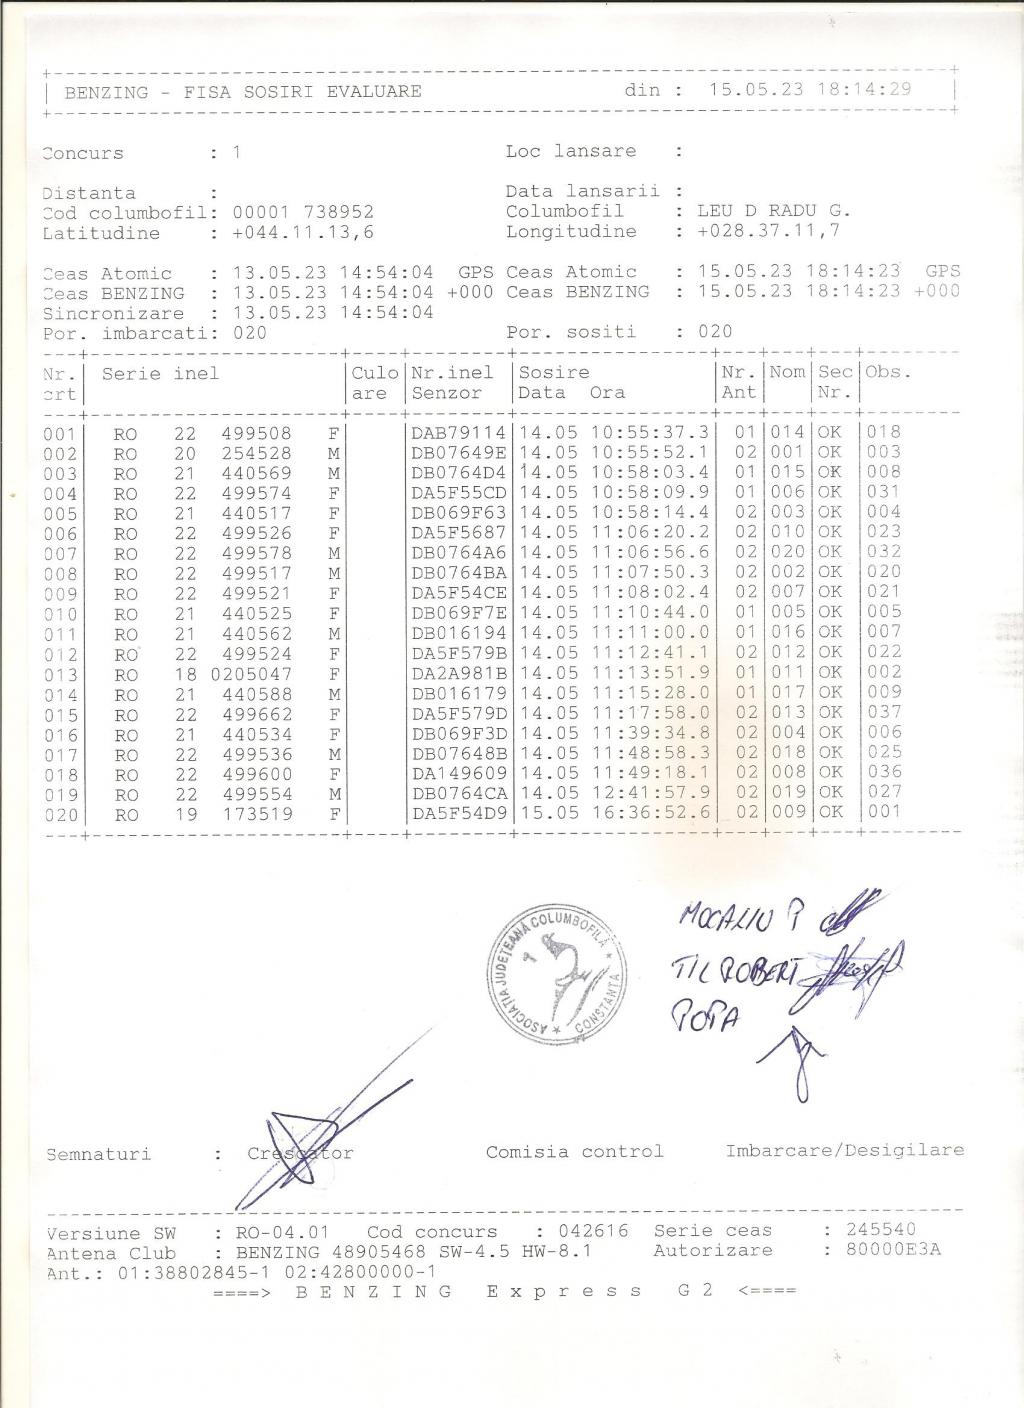 BENZING - FISA SOSIRI EVALUARE din : 15.05.23 18:14:29
Concurs : 1 Loc lansare :
Distanta : Data lansarii :
Cod columbofil: 00001 738952 Columbofil : LEU D RADU G.
Latitudine : +044.11.13,6 Longitudine : +028.37.11,7
Ceas Atomic : 13.05.23 14:54:04 GPS Ceas Atomic : 15.05.23 18:14:23 GPS
Ceas BENZING : 13.05.23 14:54:04 +000 Ceas BENZING : 15.05.23 18:14:23 +000
Sincronizare : 13.05.23 14:54:04
Por. imbarcati: 020 Por. sositi : 020
Nr. Serie inel Culo Nr.inel Sosire Nr. Nom Sec Obs.
crt are Senzor Data Ora Ant Nr.
001 RO 22 499508 F DAB79114 14.05 10:55:37.3 01 014 OK 018
002 RO 20 254528 M DB07649E 14.05 10:55:52.1 02 001 OK 003
003 RO 21 440569 M DB0764D4 14.05 10:58:03.4 01 015 OK 008
004 RO 22 499574 F DA5F55CD 14.05 10:58:09.9 01 006 OK 031
005 RO 21 440517 F DB069F63 14.05 10:58:14.4 02 003 OK 004
006 RO 22 499526 F DA5F5687 14.05 11:06:20.2 02 010 OK 023
007 RO 22 499578 M DB0764A6 14.05 11:06:56.6 02 020 OK 032
008 RO 22 499517 M DB0764BA 14.05 11:07:50.3 02 002 OK 020
009 RO 22 499521 F DA5F54CE 14.05 11:08:02.4 02 007 OK 021
010 RO 21 440525 F DB069F7E 14.05 11:10:44.0 01 005 OK 005
011 RO 21 440562 M DB016194 14.05 11:11:00.0 01 016 OK 007
012 RO 22 499524 F DA5F579B 14.05 11:12:41.1 02 012 OK 022
013 RO 18 0205047 F DA2A981B 14.05 11:13:51.9 01 011 OK 002
014 RO 21 440588 M DB016179 14.05 11:15:28.0 01 017 OK 009
015 RO 22 499662 F DA5F579D 14.05 11:17:58.0 02 013 OK 037
016 RO 21 440534 F DB069F3D 14.05 11:39:34.8 02 004 OK 006
017 RO 22 499536 M DB07648B 14.05 11:48:58.3 02 018 OK 025
018 RO 22 499600 F DA149609 14.05 11:49:18.1 02 008 OK 036
019 RO 22 499554 M DB0764CA 14.05 12:41:57.9 02 019 OK 027
020 RO 19 173519 F DA5F54D9 15.05 16:36:52.6 02 009 OK 001
ASOCIAȚIA JUDEȚEANĂ COLUMBOFILĂ * CONSTANȚA *
MOCALIU P
TIL ROBERT
POPA
Semnaturi : Crescator Comisia control Imbarcare/Desigilare
Versiune SW : RO-04.01 Cod concurs : 042616 Serie ceas : 245540
Antena Club : BENZING 48905468 SW-4.5 HW-8.1 Autorizare : 80000E3A
Ant.: 01:38802845-1 02:42800000-1
====> B E N Z I N G E x p r e s s G 2 <====